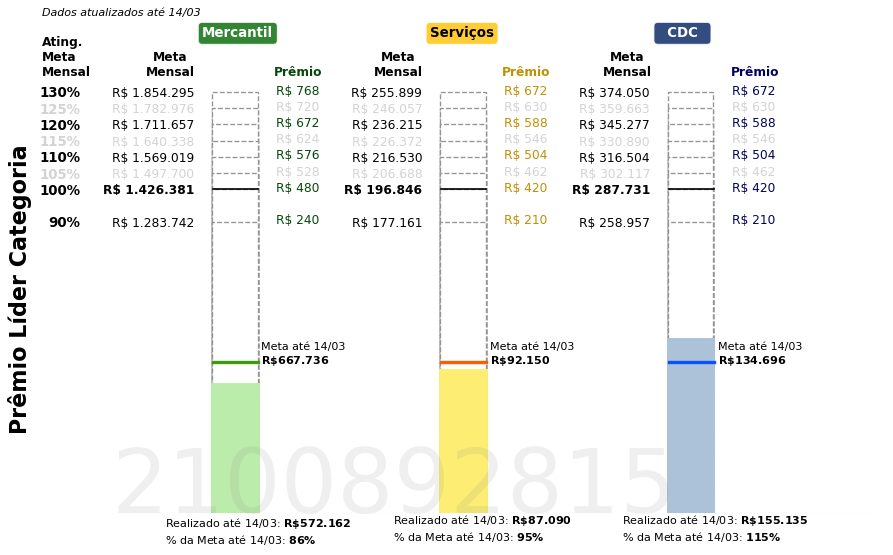 Dados atualizados até 14/03
Mercantil Serviços CDC
Ating.
Meta Meta Meta Meta
Mensal Mensal Prêmio Mensal Prêmio Mensal Prêmio
130% R$ 1.854.295 R$ 768 R$ 255.899 R$ 672 R$ 374.050 R$ 672
125% R$ 1.782.976 R$ 720 R$ 246.057 R$ 630 R$ 359.663 R$ 630
120% R$ 1.711.657 R$ 672 R$ 236.215 R$ 588 R$ 345.277 R$ 588
115% R$ 1.640.338 R$ 624 R$ 226.372 R$ 546 R$ 330.890 R$ 546
110% R$ 1.569.019 R$ 576 R$ 216.530 R$ 504 R$ 316.504 R$ 504
105% R$ 1.497.700 R$ 528 R$ 206.688 R$ 462 R$ 302.117 R$ 462
100% R$ 1.426.381 R$ 480 R$ 196.846 R$ 420 R$ 287.731 R$ 420
90% R$ 1.283.742 R$ 240 R$ 177.161 R$ 210 R$ 258.957 R$ 210
Prêmio Líder Categoria
Meta até 14/03 Meta até 14/03 Meta até 14/03
R$667.736 R$92.150 R$134.696
2100892815
Realizado até 14/03: R$572.162 Realizado até 14/03: R$87.090 Realizado até 14/03: R$155.135
% da Meta até 14/03: 86% % da Meta até 14/03: 95% % da Meta até 14/03: 115%